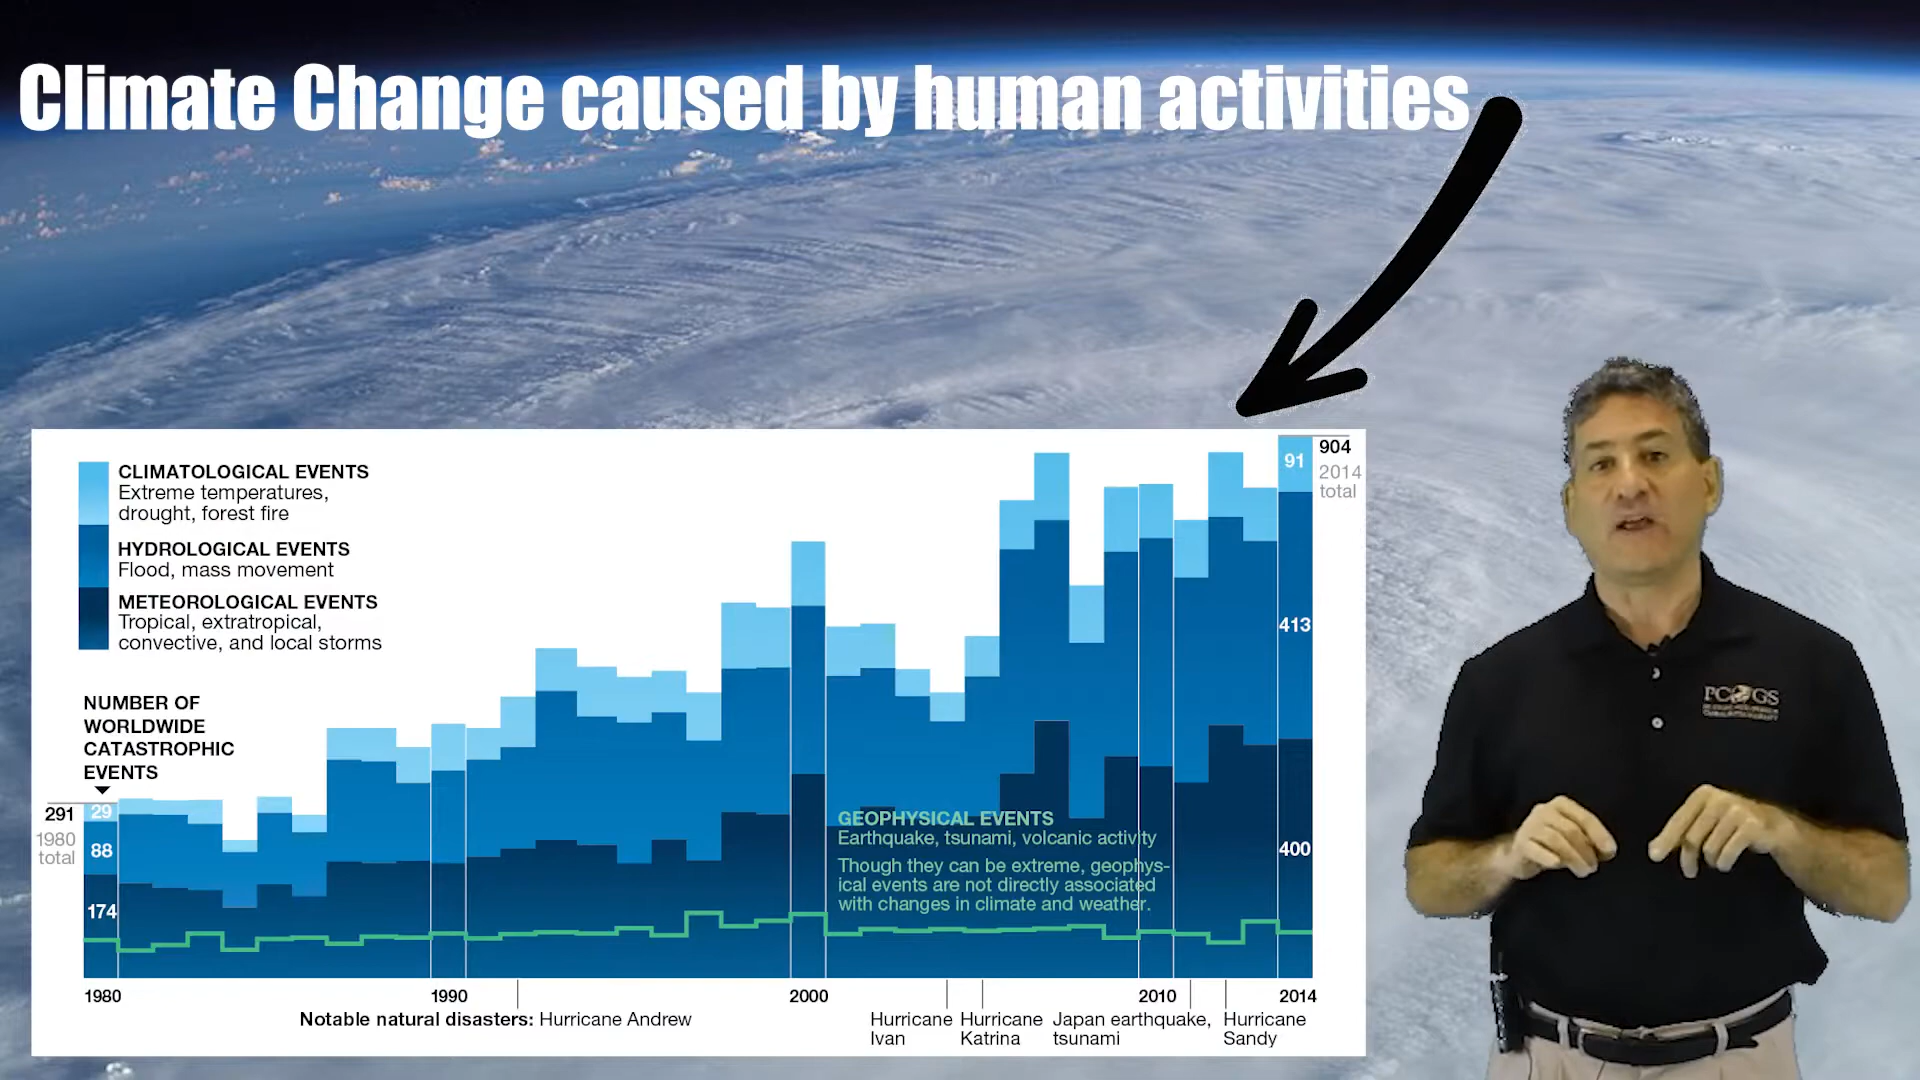 Climate Change caused by human activities
CLIMATOLOGICAL EVENTS
Extreme temperatures,
drought, forest fire
HYDROLOGICAL EVENTS
Flood, mass movement
METEOROLOGICAL EVENTS
Tropical, extratropical,
convective, and local storms
NUMBER OF
WORLDWIDE
CATASTROPHIC
EVENTS
291
1980
total
29
88
174
904
2014
total
91
413
400
GEOPHYSICAL EVENTS
Earthquake, tsunami, volcanic activity
Though they can be extreme, geophys-
ical events are not directly associated
with changes in climate and weather.
1980 1990 2000 2010 2014
Notable natural disasters: Hurricane Andrew
Hurricane
Ivan
Hurricane
Katrina
Japan earthquake,
tsunami
Hurricane
Sandy
PCGS